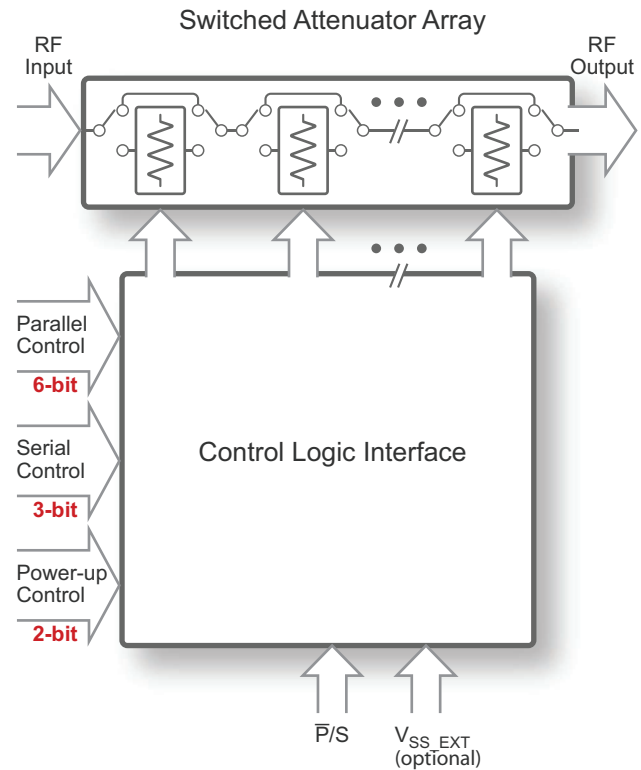 Switched Attenuator Array
RF
Input
RF
Output
Parallel
Control
6-bit
Serial
Control
3-bit
Power-up
Control
2-bit
Control Logic Interface
P̅/S
V_SS_EXT
(optional)